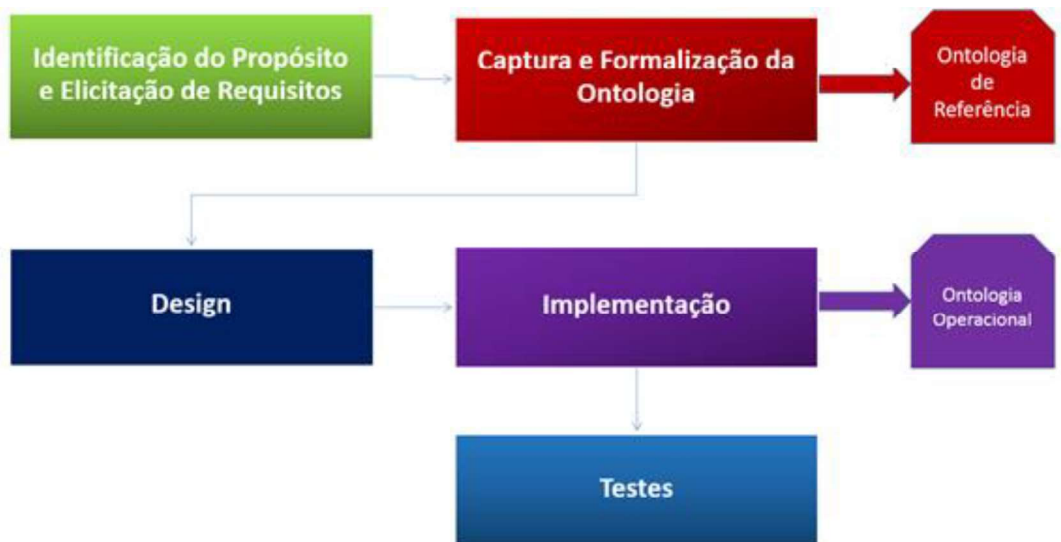 Identificação do Propósito
e Elicitação de Requisitos
Captura e Formalização da
Ontologia
Ontologia
de
Referência
Design
Implementação
Ontologia
Operacional
Testes